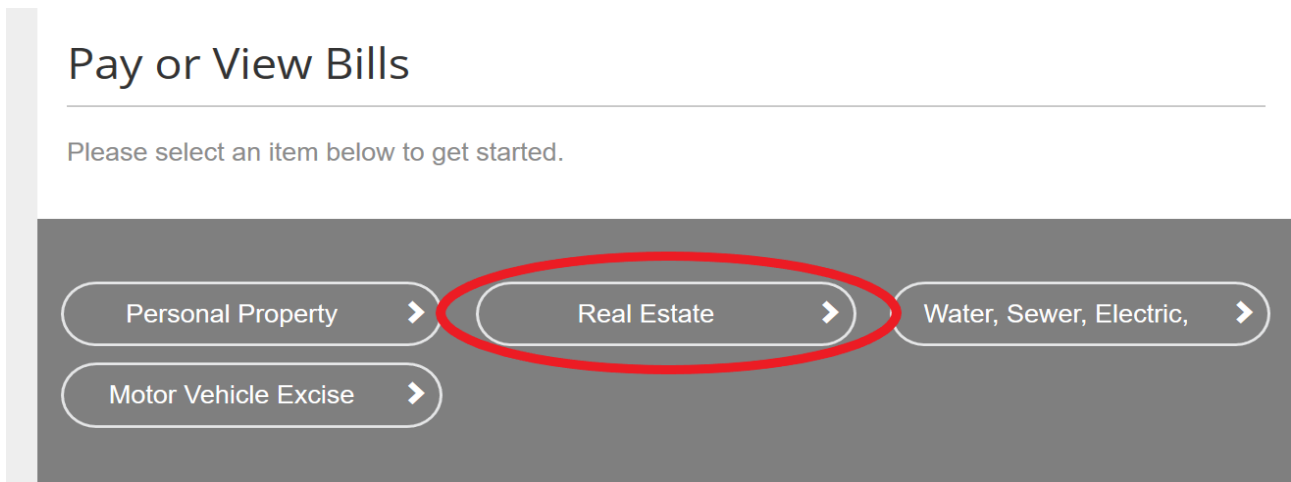 Pay or View Bills
Please select an item below to get started.
Personal Property
Real Estate
Water, Sewer, Electric,
Motor Vehicle Excise